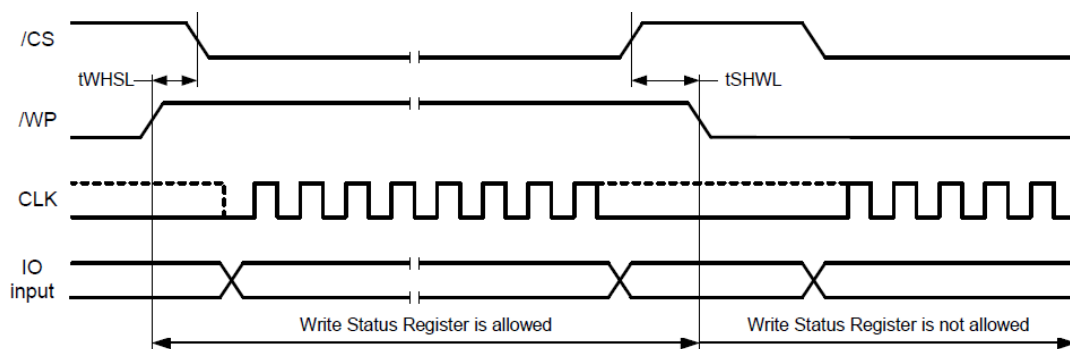 /CS
tWHSL
tSHWL
/WP
CLK
IO
input
Write Status Register is allowed
Write Status Register is not allowed